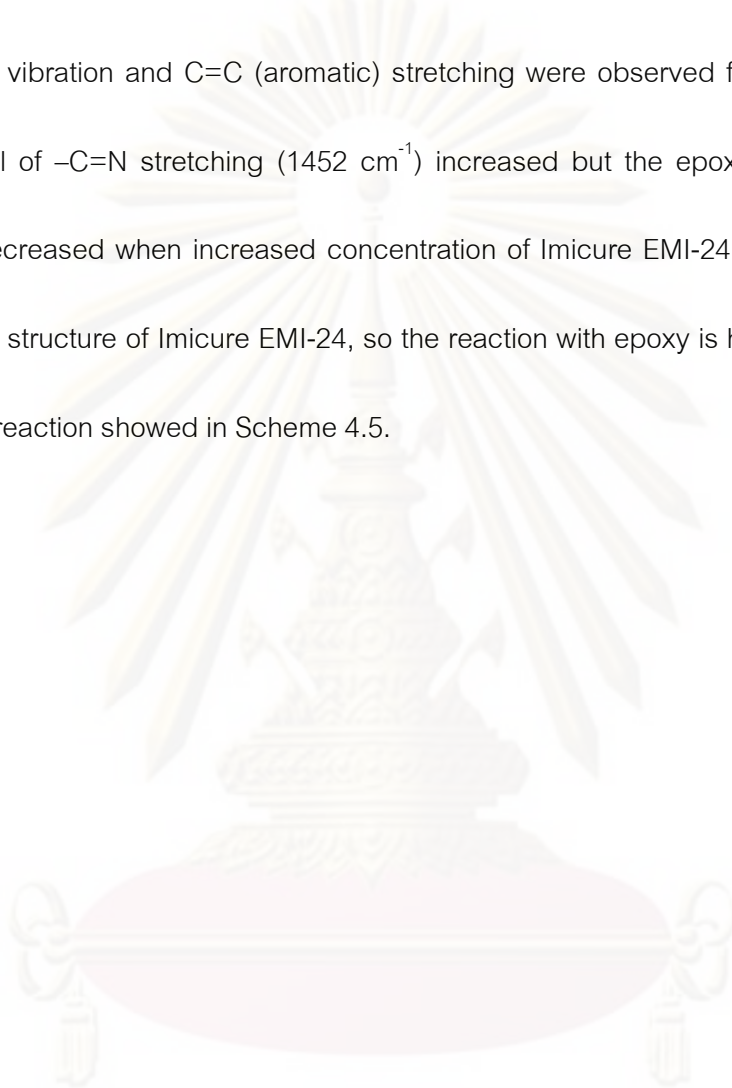 vibration and C=C (aromatic) stretching were observed
of –C=N stretching (1452 cm⁻¹) increased but the
when increased concentration of Imicure EMI-24
structure of Imicure EMI-24, so the reaction with epoxy is
reaction showed in Scheme 4.5.